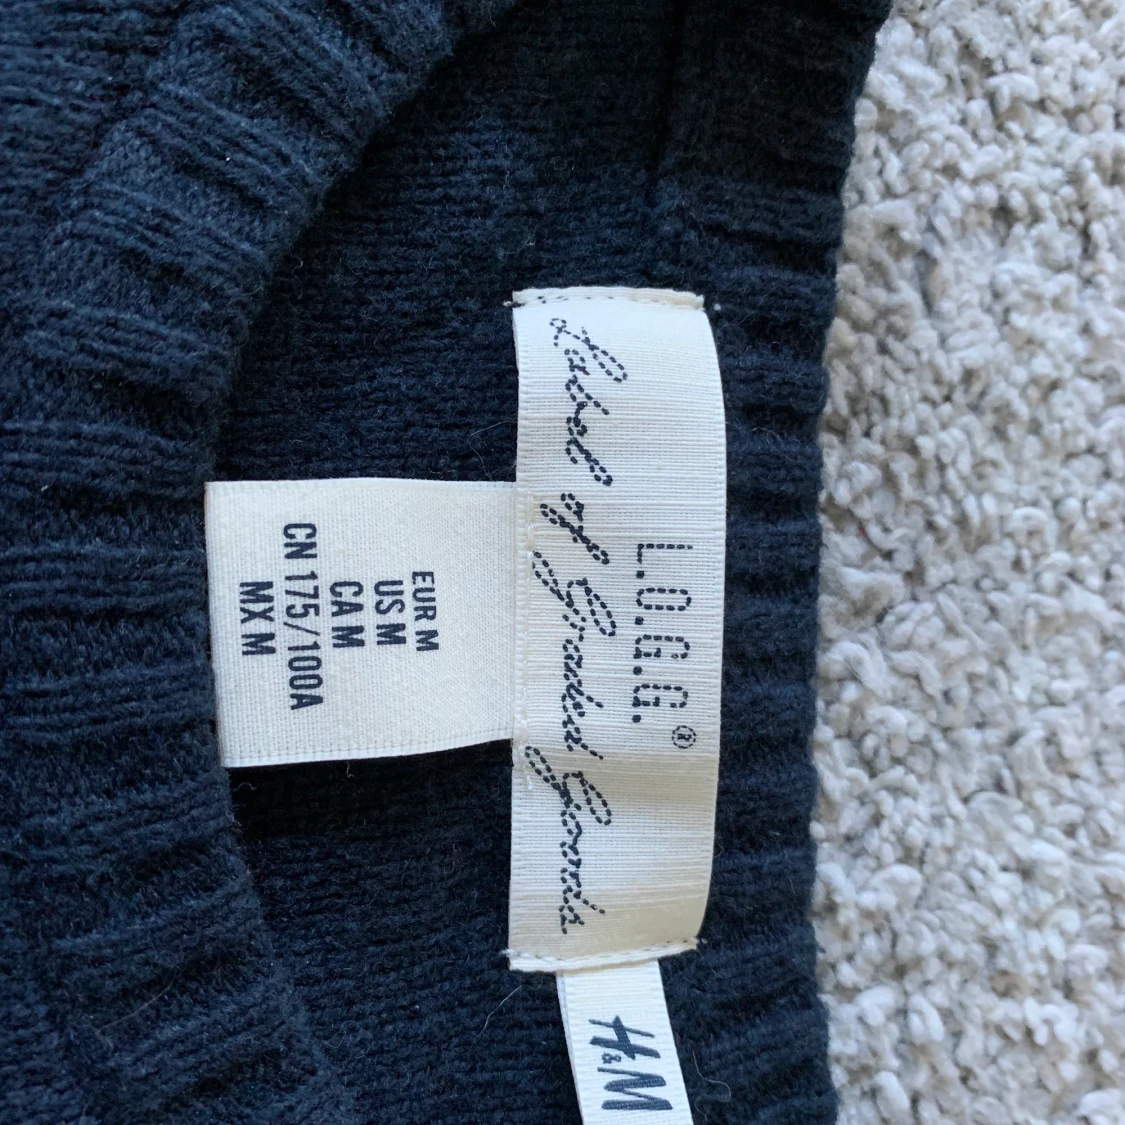 L.O.G.G.®
Label of Graded Goods
EUR M
US M
CA M
CN 175/100A
MX M
H&M